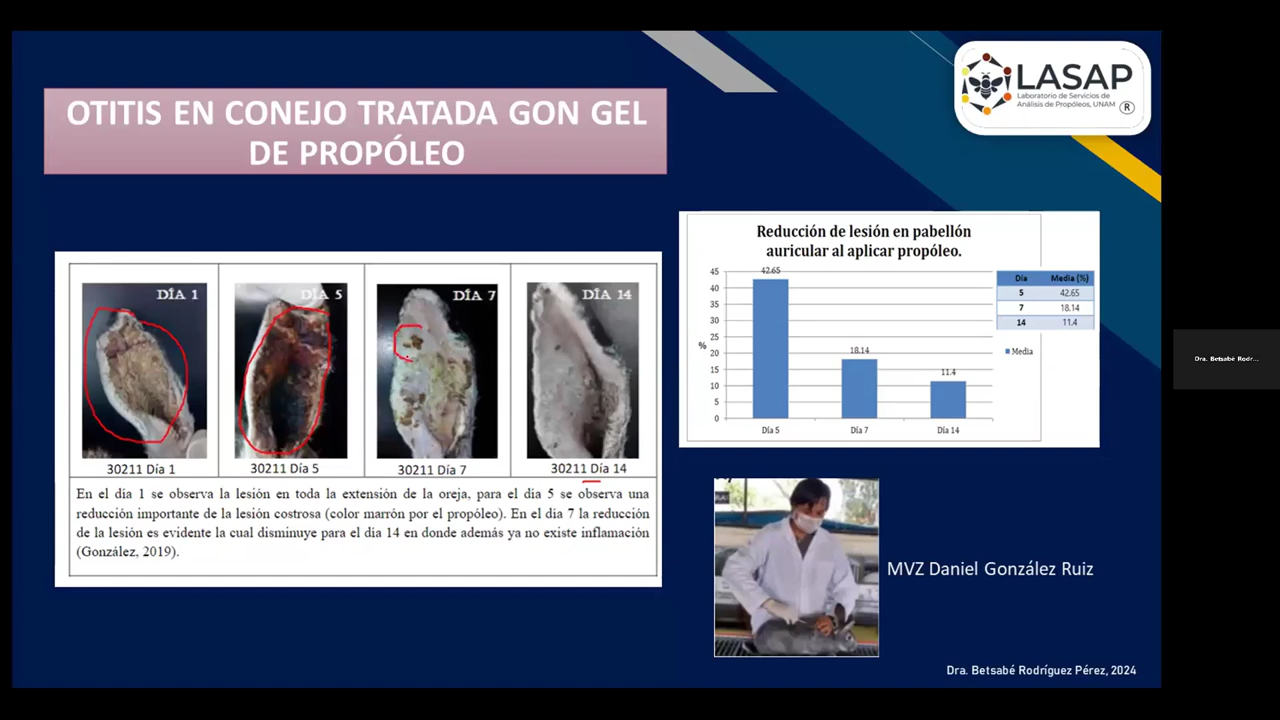 OTITIS EN CONEJO TRATADA GON GEL
DE PROPÓLEO
LASAP
Laboratorio de Servicios de
Análisis de Propóleos, UNAM
®
DÍA 1
DÍA 5
DÍA 7
DÍA 14
30211 Día 1
30211 Día 5
30211 Día 7
30211 Día 14
En el día 1 se observa la lesión en toda la extensión de la oreja, para el día 5 se observa una
reducción importante de la lesión costrosa (color marrón por el propóleo). En el día 7 la reducción
de la lesión es evidente la cual disminuye para el día 14 en donde además ya no existe inflamación
(González, 2019).
Reducción de lesión en pabellón
auricular al aplicar propóleo.
45
40
35
30
25
20
15
10
5
0
%
42.65
18.14
11.4
Día 5
Día 7
Día 14
Día Media (%)
5 42.65
7 18.14
14 11.4
Media
MVZ Daniel González Ruiz
Dra. Betsabé Rodríguez Pérez, 2024
Dra. Betsabé Rodr...